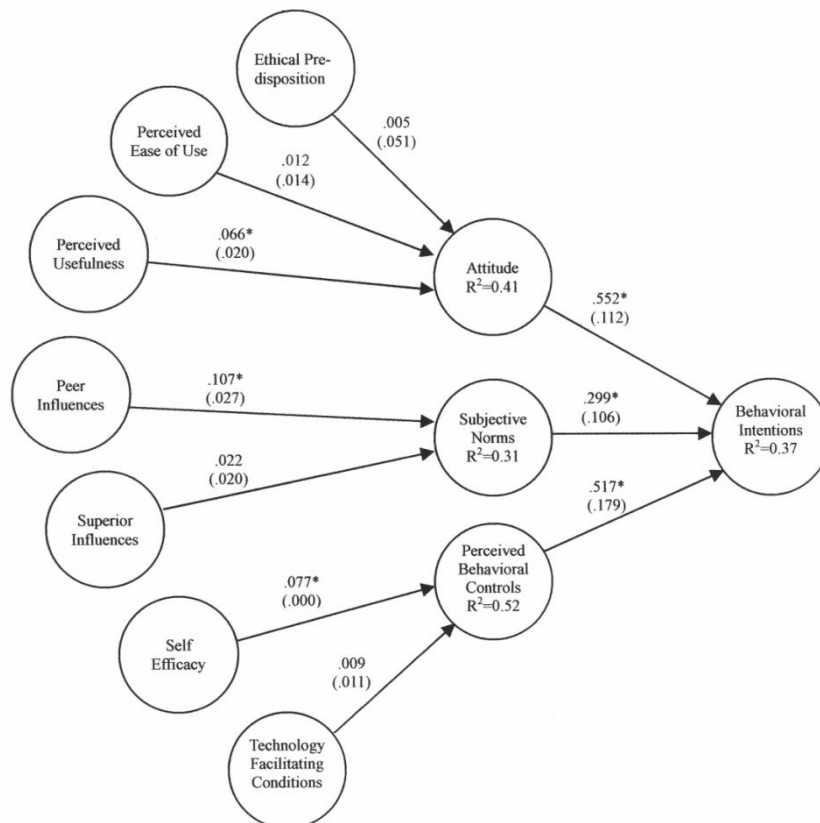 Ethical Pre-
disposition
.005
(.051)
Perceived
Ease of Use
.012
(.014)
Perceived
Usefulness
.066*
(.020)
Attitude
R²=0.41
.552*
(.112)
Peer
Influences
.107*
(.027)
Subjective
Norms
R²=0.31
.299*
(.106)
Behavioral
Intentions
R²=0.37
.022
(.020)
Superior
Influences
.517*
(.179)
Perceived
Behavioral
Controls
R²=0.52
.077*
(.000)
Self
Efficacy
.009
(.011)
Technology
Facilitating
Conditions